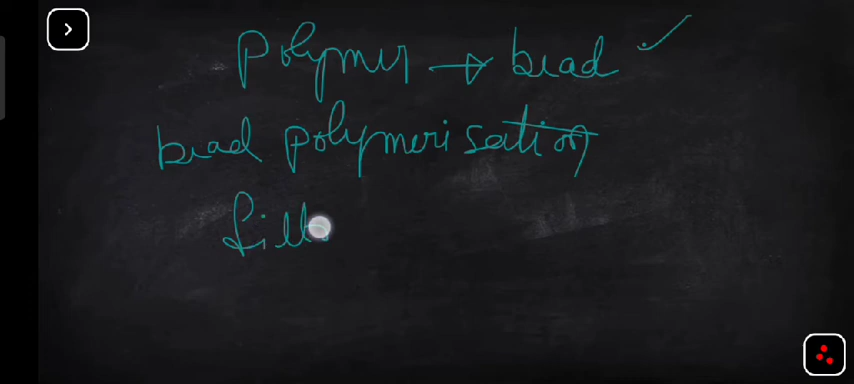 Polymer → bead ✓
bead polymerisation